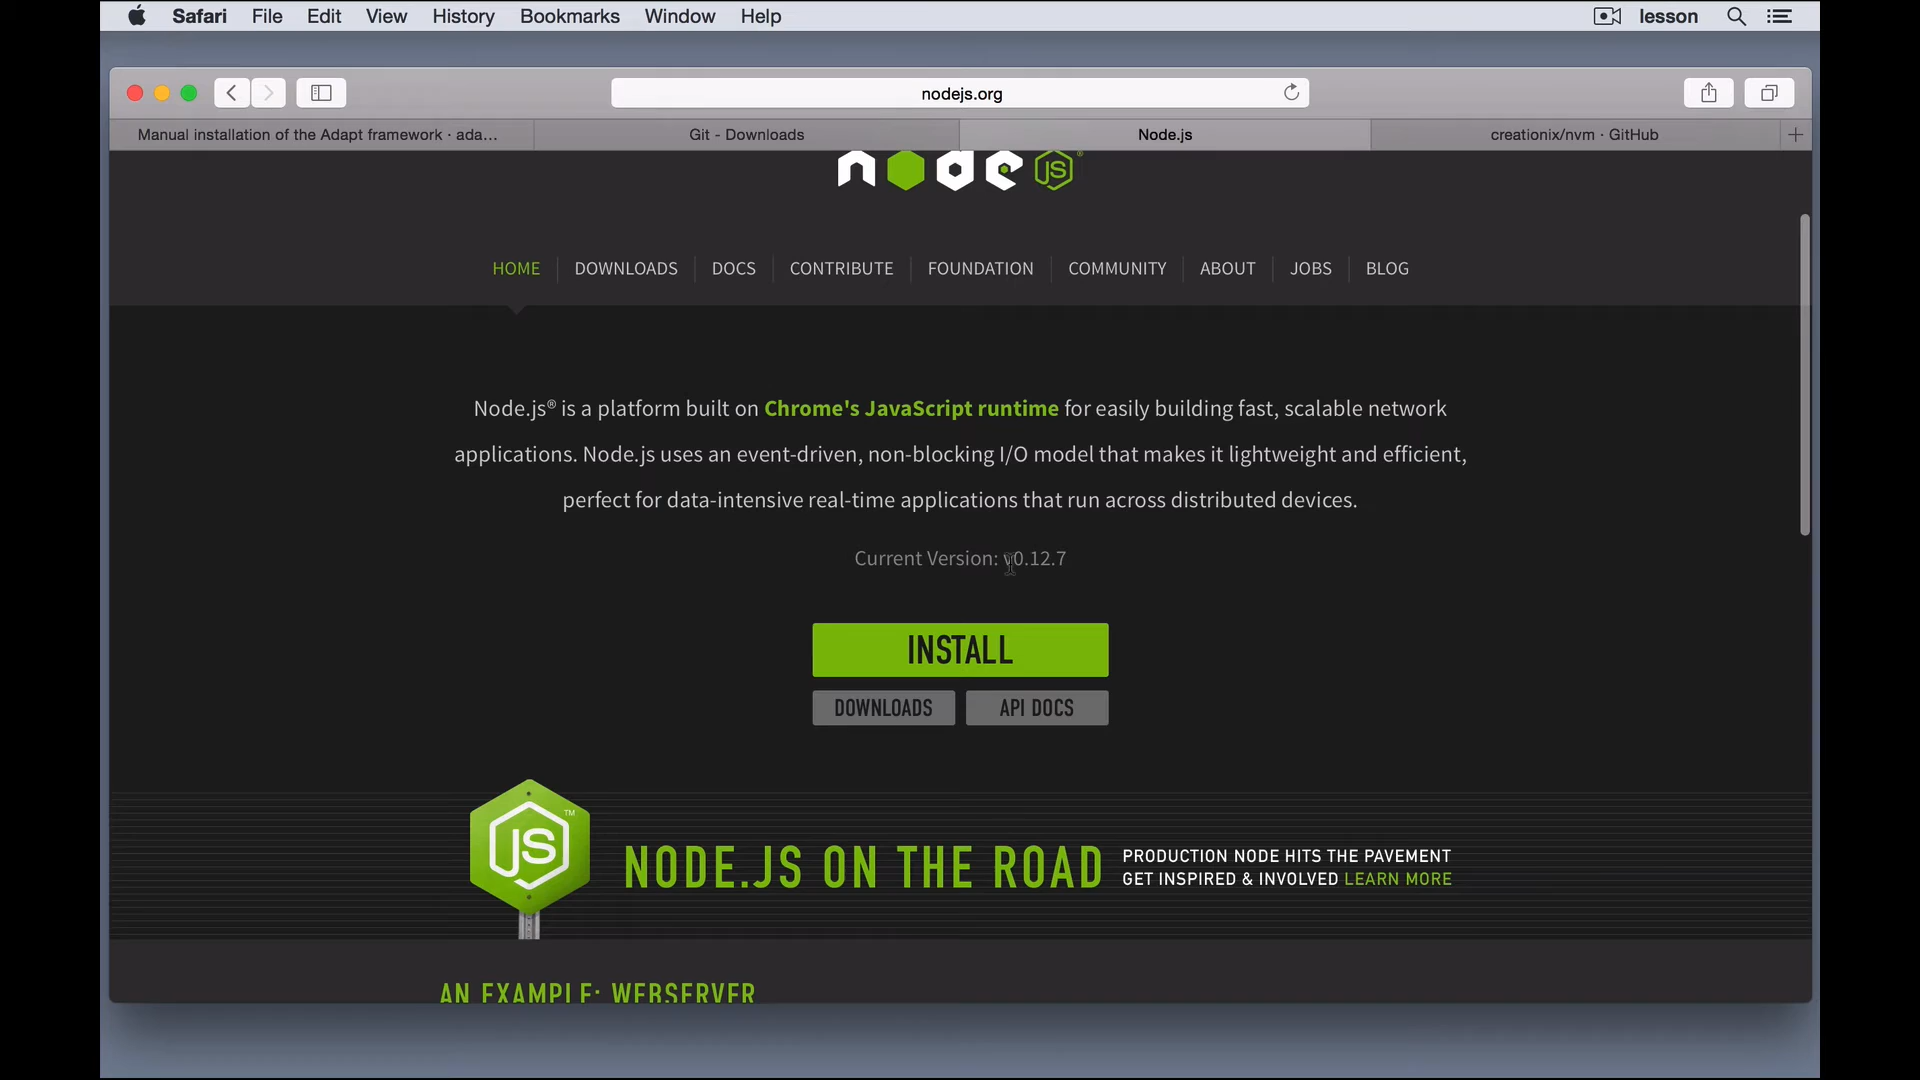 Safari File Edit View History Bookmarks Window Help lesson
nodejs.org
Manual installation of the Adapt framework · ada… Git - Downloads Node.js creationix/nvm · GitHub
node JS ®
HOME DOWNLOADS DOCS CONTRIBUTE FOUNDATION COMMUNITY ABOUT JOBS BLOG
Node.js® is a platform built on Chrome's JavaScript runtime for easily building fast, scalable network
applications. Node.js uses an event-driven, non-blocking I/O model that makes it lightweight and efficient,
perfect for data-intensive real-time applications that run across distributed devices.
Current Version: v0.12.7
INSTALL
DOWNLOADS API DOCS
JS ™
NODE.JS ON THE ROAD
PRODUCTION NODE HITS THE PAVEMENT
GET INSPIRED & INVOLVED LEARN MORE
AN EXAMPLE: WEBSERVER